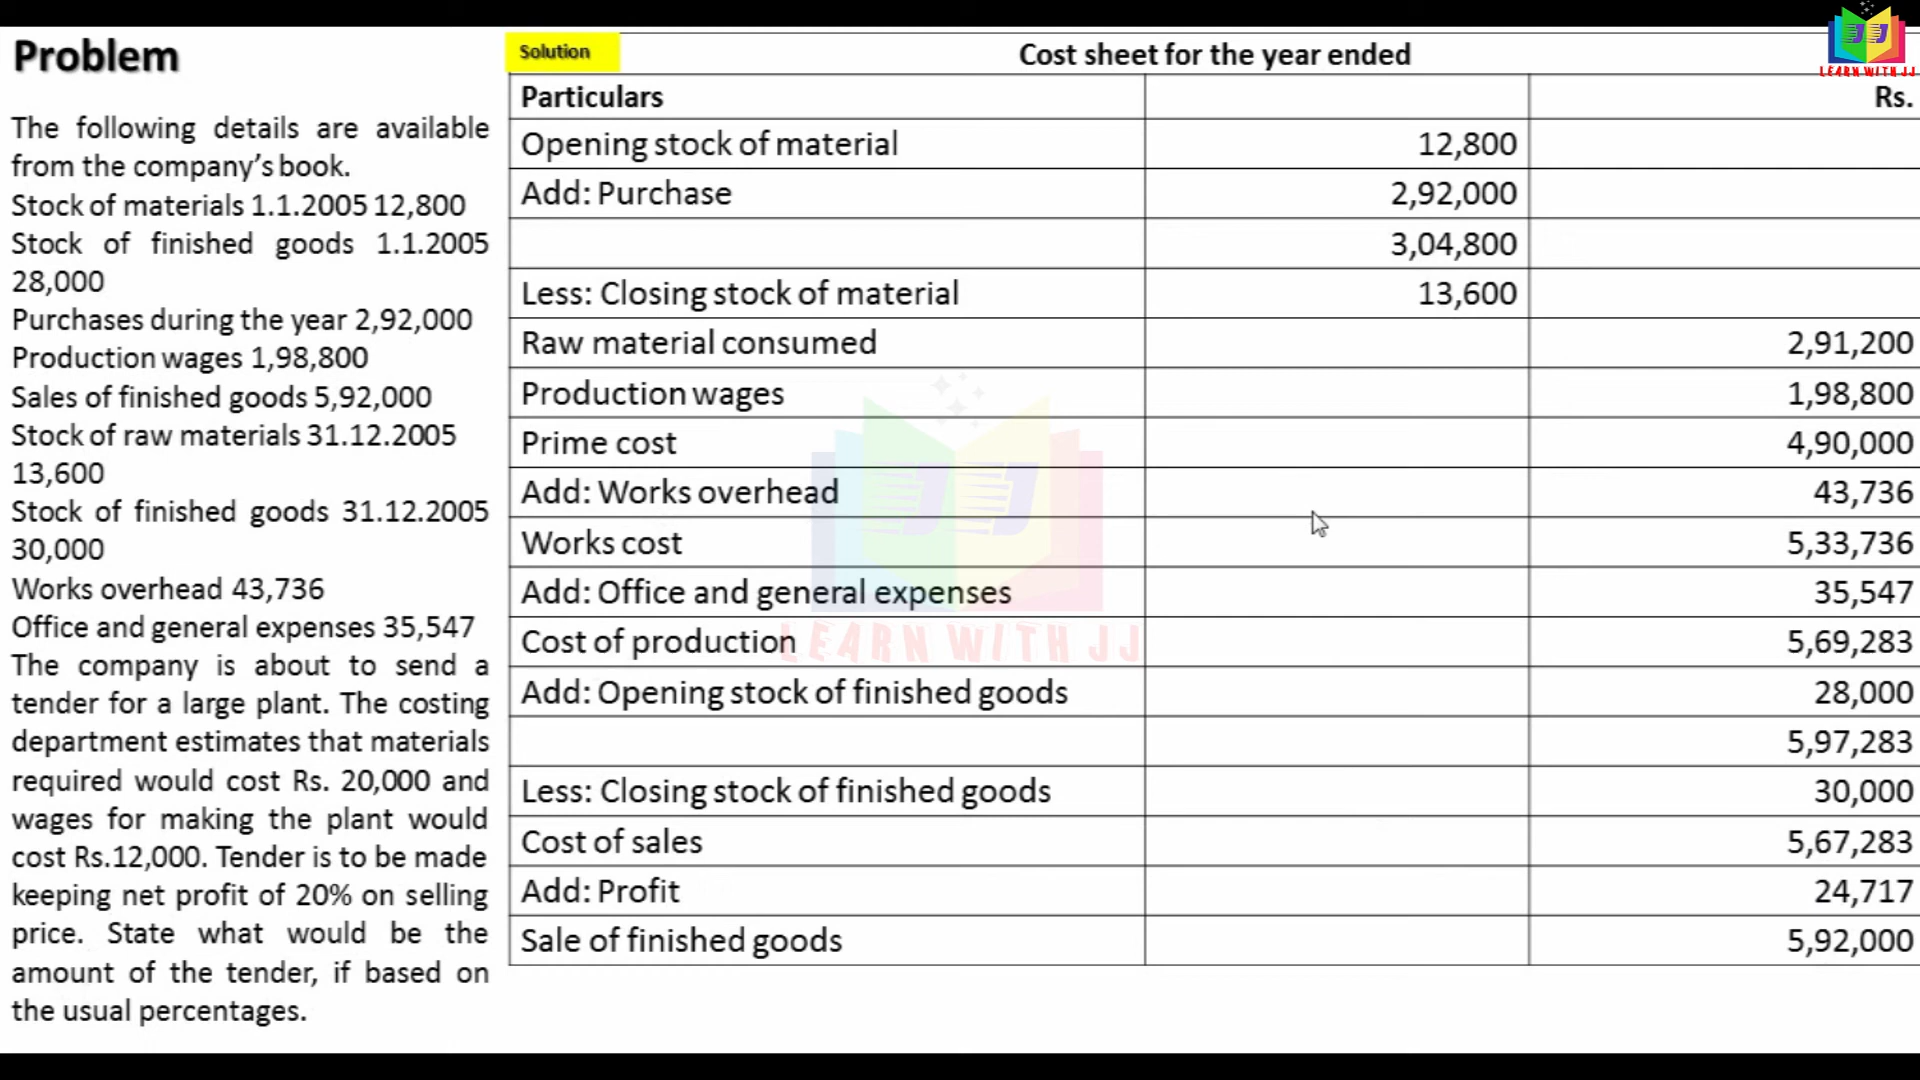 Problem
The following details are available
from the company's book.
Stock of materials 1.1.2005 12,800
Stock of finished goods 1.1.2005
28,000
Purchases during the year 2,92,000
Production wages 1,98,800
Sales of finished goods 5,92,000
Stock of raw materials 31.12.2005
13,600
Stock of finished goods 31.12.2005
30,000
Works overhead 43,736
Office and general expenses 35,547
The company is about to send a
tender for a large plant. The costing
department estimates that materials
required would cost Rs. 20,000 and
wages for making the plant would
cost Rs.12,000. Tender is to be made
keeping net profit of 20% on selling
price. State what would be the
amount of the tender, if based on
the usual percentages.
Solution
Cost sheet for the year ended
Particulars Rs.
Opening stock of material 12,800
Add: Purchase 2,92,000
3,04,800
Less: Closing stock of material 13,600
Raw material consumed 2,91,200
Production wages 1,98,800
Prime cost 4,90,000
Add: Works overhead 43,736
Works cost 5,33,736
Add: Office and general expenses 35,547
Cost of production 5,69,283
Add: Opening stock of finished goods 28,000
5,97,283
Less: Closing stock of finished goods 30,000
Cost of sales 5,67,283
Add: Profit 24,717
Sale of finished goods 5,92,000
JJ
LEARN WITH JJ
JJ
LEARN WITH JJ